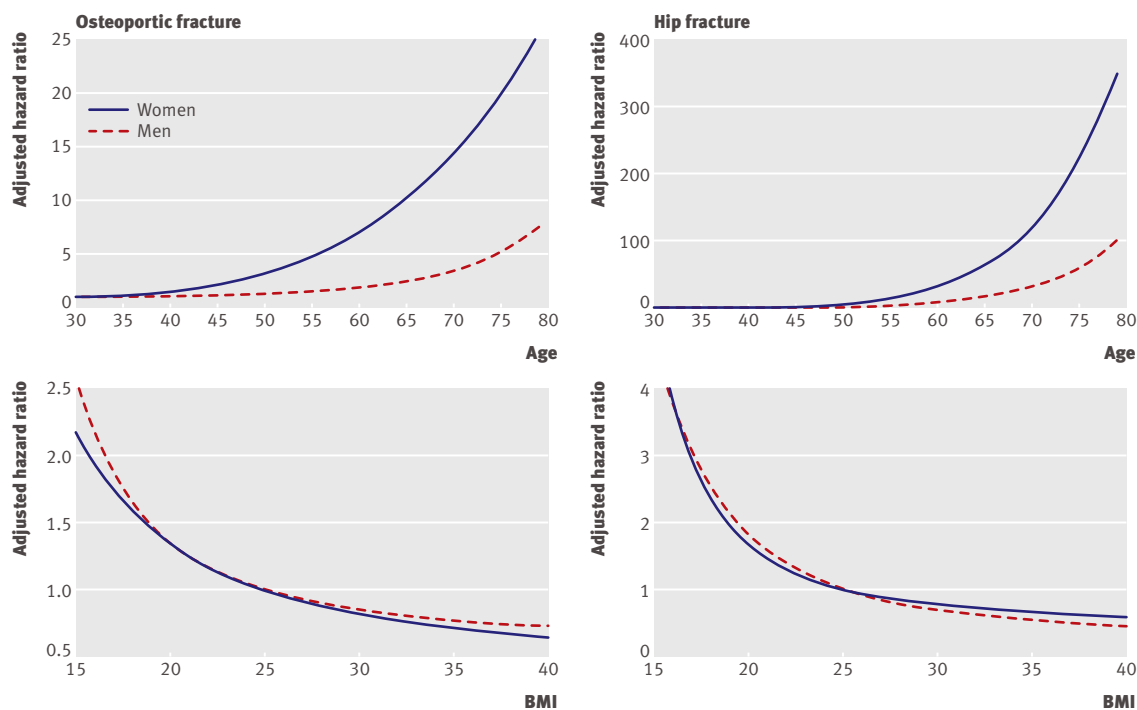 Osteoportic fracture
Adjusted hazard ratio
25
20
15
10
5
0
Women
Men
30 35 40 45 50 55 60 65 70 75 80
Age
Hip fracture
Adjusted hazard ratio
400
300
200
100
0
30 35 40 45 50 55 60 65 70 75 80
Age
Adjusted hazard ratio
2.5
2.0
1.5
1.0
0.5
15 20 25 30 35 40
BMI
Adjusted hazard ratio
4
3
2
1
0
15 20 25 30 35 40
BMI